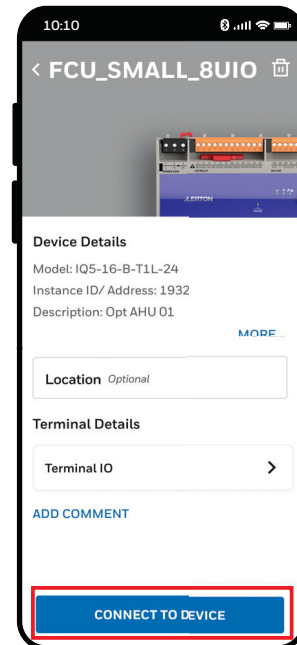 10:10
FCU_SMALL_8UIO
ALERTON
Device Details
Model: IQ5-16-B-T1L-24
Instance ID/ Address: 1932
Description: Opt AHU 01
MORE...
Location Optional
Terminal Details
Terminal IO
ADD COMMENT
CONNECT TO DEVICE